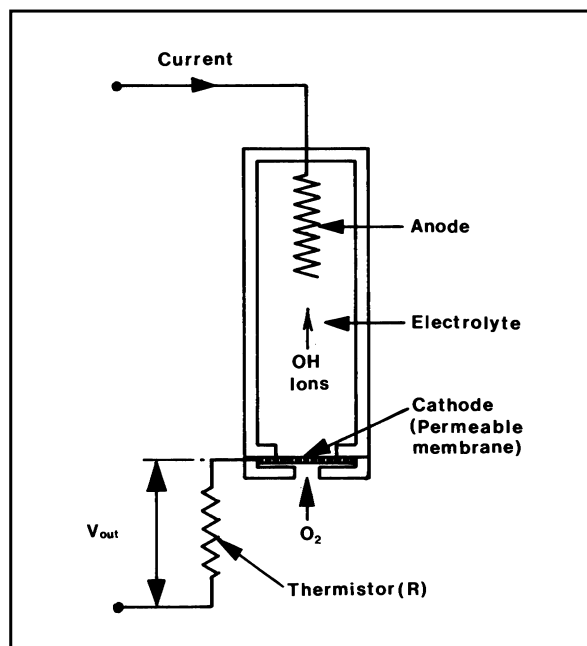 Current
Anode
Electrolyte
OH
Ions
Cathode
(Permeable
membrane)
O₂
Vout
Thermistor(R)